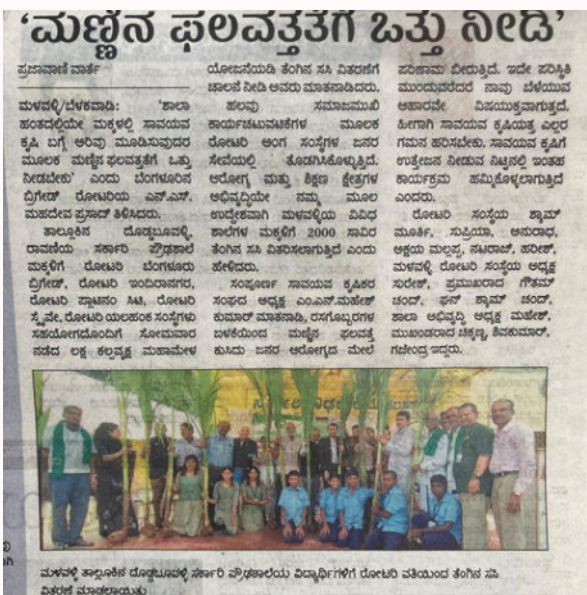 'ಮಣ್ಣಿನ ಫಲವತ್ತತೆಗೆ ಒತ್ತು ನೀಡಿ'
ಪ್ರಜಾವಾಣಿ ವಾರ್ತೆ
ಮಳವಳ್ಳಿ/ಬೆಳಕವಾಡಿ: 'ಶಾಲಾ
ಹಂತದಲ್ಲಿಯೇ ಮಕ್ಕಳಲ್ಲಿ ಸಾವಯವ
ಕೃಷಿ ಬಗ್ಗೆ ಅರಿವು ಮೂಡಿಸುವುದರ
ಮೂಲಕ ಮಣ್ಣಿನ ಫಲವತ್ತತೆಗೆ ಒತ್ತು
ನೀಡಬೇಕು' ಎಂದು ಬೆಂಗಳೂರಿನ
ಬ್ರಿಗೇಡ್ ರೋಟರಿಯ ಎನ್.ಎಸ್.
ಮಹದೇವ ಪ್ರಸಾದ್ ತಿಳಿಸಿದರು.
ತಾಲ್ಲೂಕಿನ ದೊಡ್ಡಬೂವಳ್ಳಿ,
ರಾವಣಿಯ ಸರ್ಕಾರಿ ಪ್ರೌಢಶಾಲೆ
ಮಕ್ಕಳಿಗೆ ರೋಟರಿ ಬೆಂಗಳೂರು
ಬ್ರಿಗೇಡ್, ರೋಟರಿ ಇಂದಿರಾನಗರ,
ರೋಟರಿ ಪ್ಲಾಟಿನಂ ಸಿಟಿ, ರೋಟರಿ
ಸ್ಕೈವೇ, ರೋಟರಿ ಯಲಹಂಕ ಸಂಸ್ಥೆಗಳು
ಸಹಯೋಗದೊಂದಿಗೆ ಸೋಮವಾರ
ನಡೆದ ಲಕ್ಷ ಕಲ್ಪವೃಕ್ಷ ಮಹಾಮೇಳ
ಯೋಜನೆಯಡಿ ತೆಂಗಿನ ಸಸಿ ವಿತರಣೆಗೆ
ಚಾಲನೆ ನೀಡಿ ಅವರು ಮಾತನಾಡಿದರು.
ಹಲವು ಸಮಾಜಮುಖಿ
ಕಾರ್ಯಚಟುವಟಿಕೆಗಳ ಮೂಲಕ
ರೋಟರಿ ಅಂಗ ಸಂಸ್ಥೆಗಳ ಜನರ
ಸೇವೆಯಲ್ಲಿ ತೊಡಗಿಸಿಕೊಳ್ಳುತ್ತಿದೆ.
ಆರೋಗ್ಯ ಮತ್ತು ಶಿಕ್ಷಣ ಕ್ಷೇತ್ರಗಳ
ಅಭಿವೃದ್ಧಿಯೇ ನಮ್ಮ ಮೂಲ
ಉದ್ದೇಶವಾಗಿ ಮಳವಳ್ಳಿಯ ವಿವಿಧ
ಶಾಲೆಗಳ ಮಕ್ಕಳಿಗೆ 2000 ಸಾವಿರ
ತೆಂಗಿನ ಸಸಿ ವಿತರಿಸಲಾಗುತ್ತಿದೆ ಎಂದು
ಹೇಳಿದರು.
ಸಂಪೂರ್ಣ ಸಾವಯವ ಕೃಷಿಕರ
ಸಂಘದ ಅಧ್ಯಕ್ಷ ಎಂ.ಎನ್.ಮಹೇಶ್
ಕುಮಾರ್ ಮಾತನಾಡಿ, ರಸಗೊಬ್ಬರಗಳ
ಬಳಕೆಯಿಂದ ಮಣ್ಣಿನ ಫಲವತ್ತ
ಕುಸಿದು ಜನರ ಆರೋಗ್ಯದ ಮೇಲೆ
ಪರಿಣಾಮ ಬೀರುತ್ತಿದೆ. ಇದೇ ಪರಿಸ್ಥಿತಿ
ಮುಂದುವರೆದರೆ ನಾವು ಬೆಳೆಯುವ
ಆಹಾರವೇ ವಿಷಯುಕ್ತವಾಗುತ್ತದೆ.
ಹೀಗಾಗಿ ಸಾವಯವ ಕೃಷಿಯತ್ತ ಎಲ್ಲರ
ಗಮನ ಹರಿಸಬೇಕು. ಸಾವಯವ ಕೃಷಿಗೆ
ಉತ್ತೇಜನ ನೀಡುವ ನಿಟ್ಟಿನಲ್ಲಿ ಇಂತಹ
ಕಾರ್ಯಕ್ರಮ ಹಮ್ಮಿಕೊಳ್ಳಲಾಗುತ್ತಿದೆ
ಎಂದರು.
ರೋಟರಿ ಸಂಸ್ಥೆಯ ಶ್ಯಾಮ್
ಮೂರ್ತಿ, ಸುಪ್ರಿಯಾ, ಅನುರಾಧ,
ಅಕ್ಷಯ ಮಲ್ಲಪ್ಪ, ನಟರಾಜ್, ಹರೀಶ್,
ಮಳವಳ್ಳಿ ರೋಟರಿ ಸಂಸ್ಥೆಯ ಅಧ್ಯಕ್ಷ
ಸುರೇಶ್, ಪ್ರಮುಖರಾದ ಗೌತಮ್
ಚಂದ್, ಘನ್ ಶ್ಯಾಮ್ ಚಂದ್,
ಶಾಲಾ ಅಭಿವೃದ್ಧಿ ಅಧ್ಯಕ್ಷ ಮಹೇಶ್,
ಮುಖಂಡರಾದ ಚಿಕ್ಕಣ್ಣ, ಶಿವಕುಮಾರ್,
ಗಜೇಂದ್ರ ಇದ್ದರು.
ಮಳವಳ್ಳಿ ತಾಲ್ಲೂಕಿನ ದೊಡ್ಡಬೂವಳ್ಳಿ ಸರ್ಕಾರಿ ಪ್ರೌಢಶಾಲೆಯ ವಿದ್ಯಾರ್ಥಿಗಳಿಗೆ ರೋಟರಿ ವತಿಯಿಂದ ತೆಂಗಿನ ಸಸಿ
ವಿತರಣೆ ಮಾಡಲಾಯಿತು